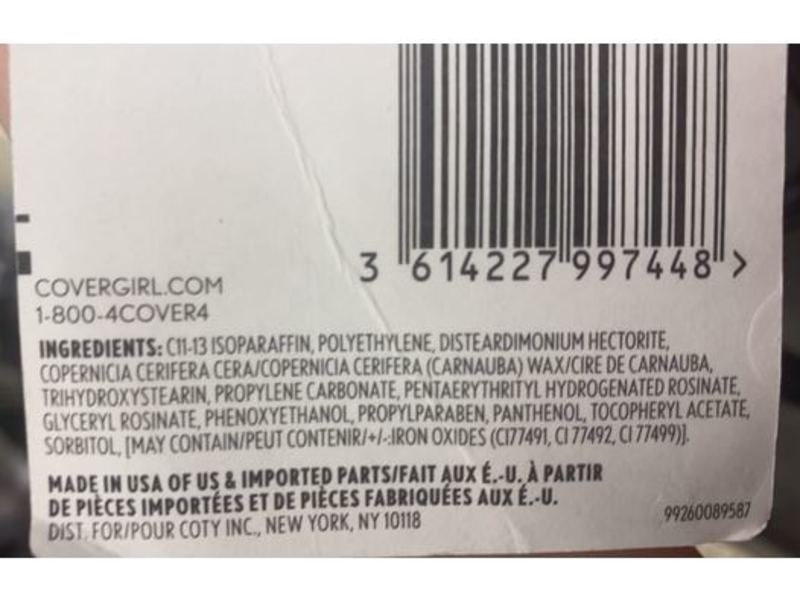 3 614227 997448 >
COVERGIRL.COM
1-800-4COVER4
INGREDIENTS: C11-13 ISOPARAFFIN, POLYETHYLENE, DISTEARDIMONIUM HECTORITE,
COPERNICIA CERIFERA CERA/COPERNICIA CERIFERA (CARNAUBA) WAX/CIRE DE CARNAUBA,
TRIHYDROXYSTEARIN, PROPYLENE CARBONATE, PENTAERYTHRITYL HYDROGENATED ROSINATE,
GLYCERYL ROSINATE, PHENOXYETHANOL, PROPYLPARABEN, PANTHENOL, TOCOPHERYL ACETATE,
SORBITOL, [MAY CONTAIN/PEUT CONTENIR/+/-:IRON OXIDES (CI77491, CI 77492, CI 77499)].
MADE IN USA OF US & IMPORTED PARTS/FAIT AUX É.-U. À PARTIR
DE PIÈCES IMPORTÉES ET DE PIÈCES FABRIQUÉES AUX É.-U.
DIST. FOR/POUR COTY INC., NEW YORK, NY 10118
99260089587